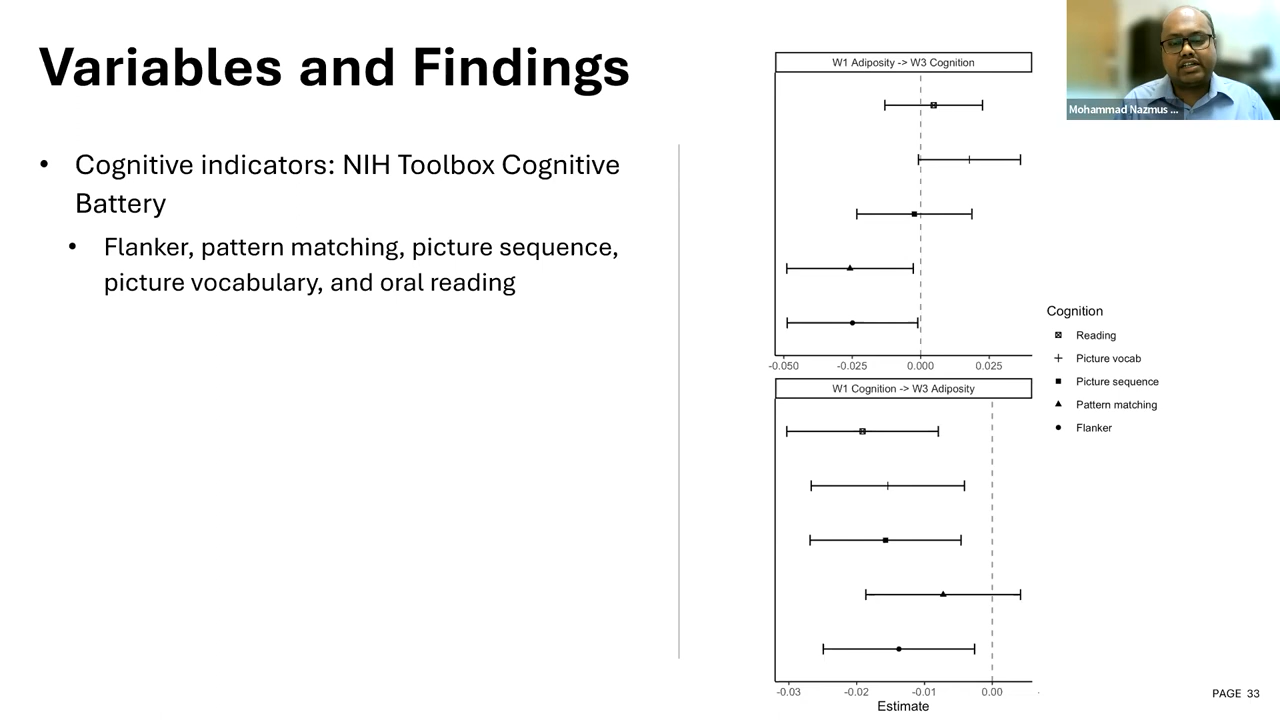 Variables and Findings
• Cognitive indicators: NIH Toolbox Cognitive
Battery
• Flanker, pattern matching, picture sequence,
picture vocabulary, and oral reading
W1 Adiposity -> W3 Cognition
-0.050 -0.025 0.000 0.025
W1 Cognition -> W3 Adiposity
-0.03 -0.02 -0.01 0.00
Estimate
Cognition
Reading
Picture vocab
Picture sequence
Pattern matching
Flanker
Mohammad Nazmus ...
PAGE 33